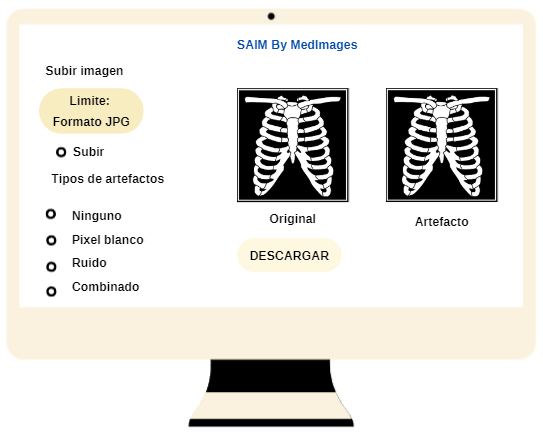 SAIM By MedImages
Subir imagen
Limite:
Formato JPG
Subir
Tipos de artefactos
Ninguno
Pixel blanco
Ruido
Combinado
Original
Artefacto
DESCARGAR